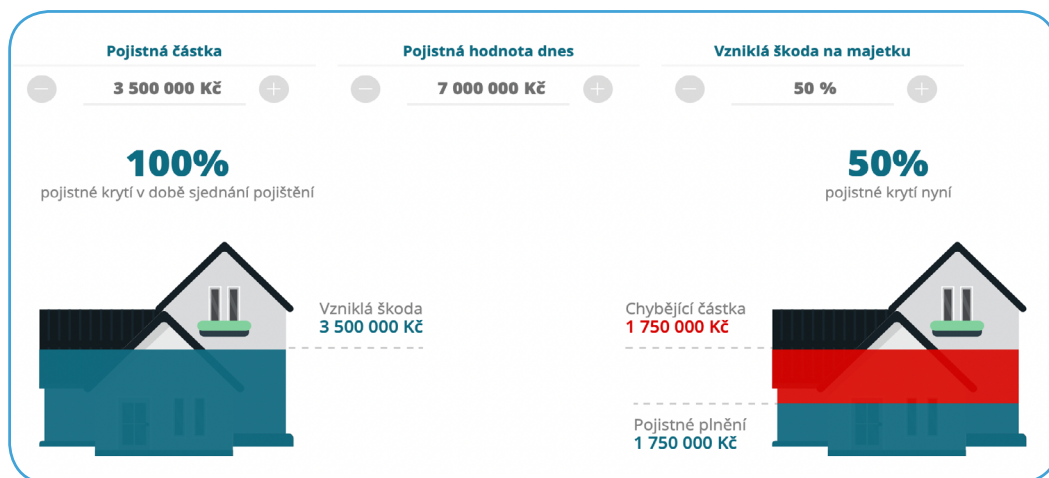 Pojistná částka
Pojistná hodnota dnes
Vzniklá škoda na majetku
3 500 000 Kč
7 000 000 Kč
50 %
100%
pojistné krytí v době sjednání pojištění
50%
pojistné krytí nyní
Vzniklá škoda
3 500 000 Kč
Chybějící částka
1 750 000 Kč
Pojistné plnění
1 750 000 Kč